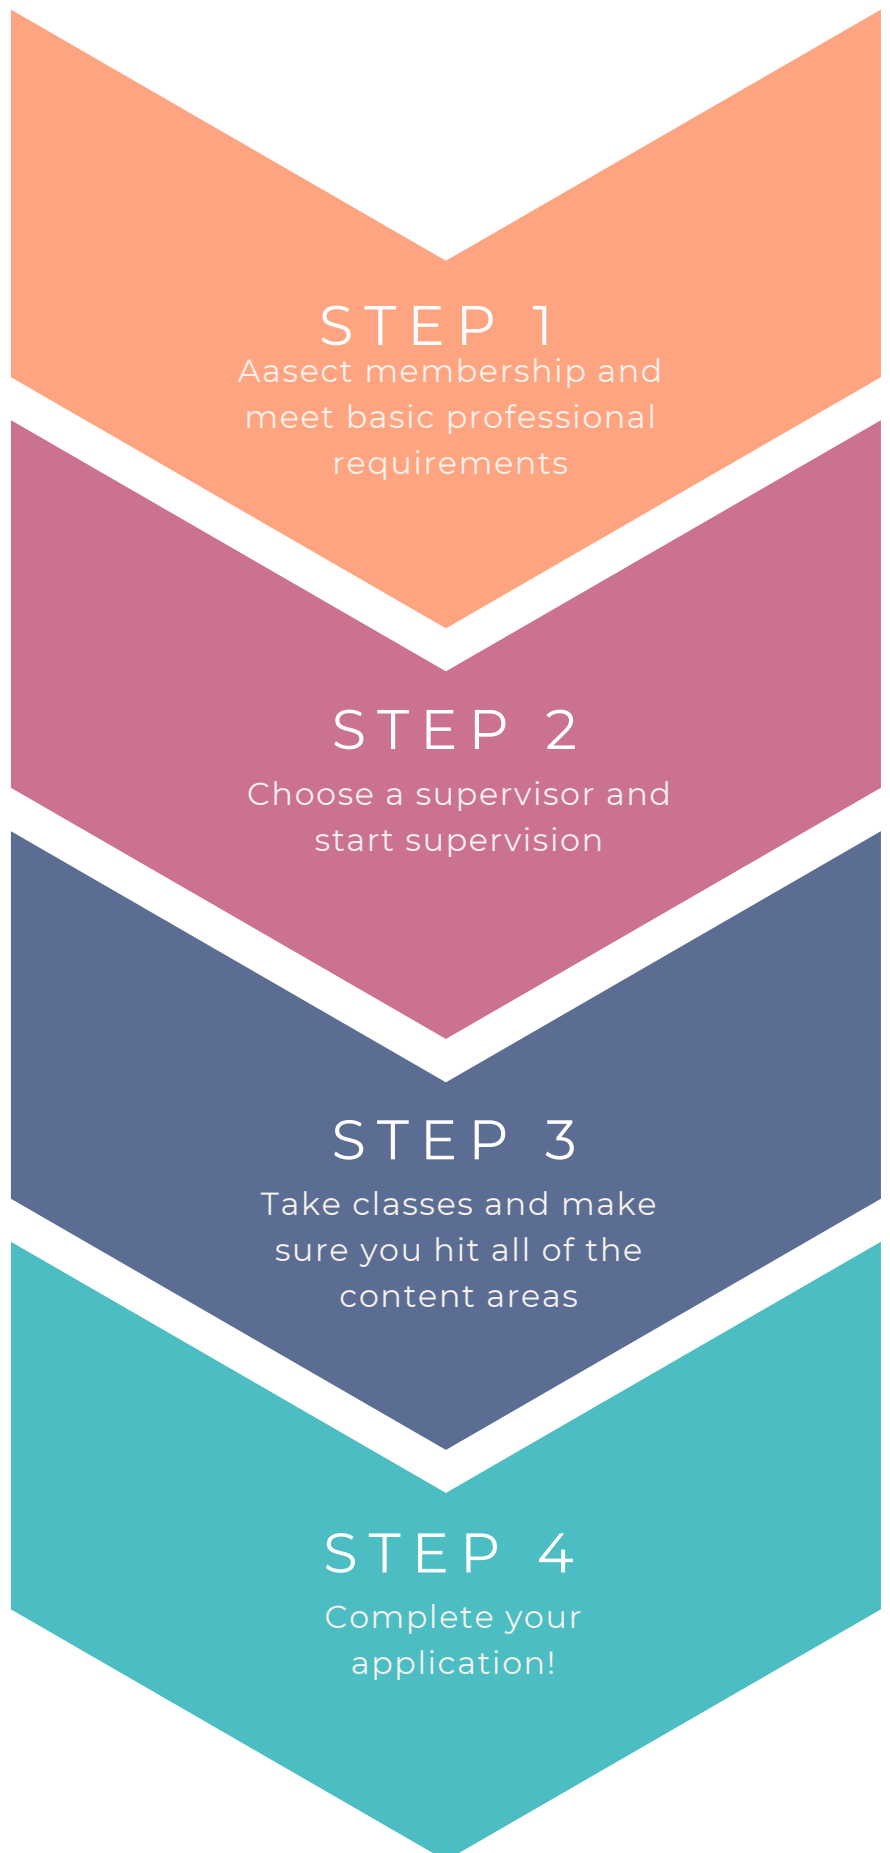 STEP 1
Aasect membership and
meet basic professional
requirements
STEP 2
Choose a supervisor and
start supervision
STEP 3
Take classes and make
sure you hit all of the
content areas
STEP 4
Complete your
application!